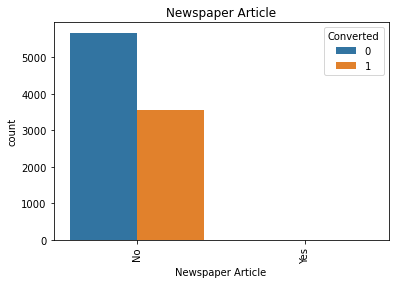 Newspaper Article
Converted
0
1
5000
4000
3000
2000
1000
0
count
No
Yes
Newspaper Article